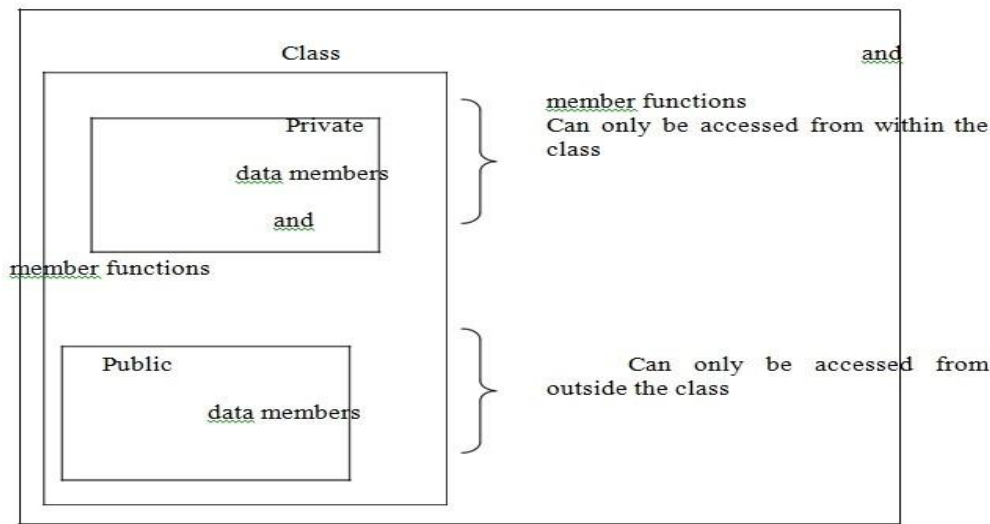 Class
and
member functions
Can only be accessed from within the
class
Private
data members
and
member functions
Public
data members
Can only be accessed from
outside the class